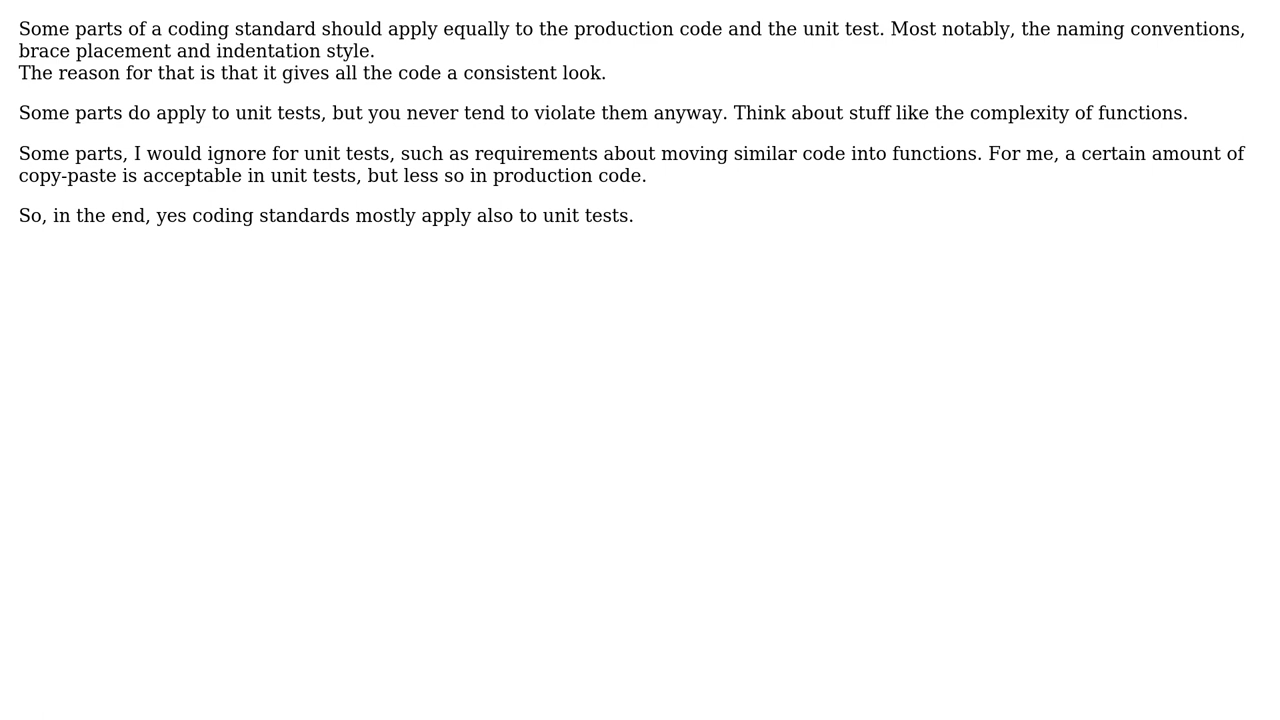 Some parts of a coding standard should apply equally to the production code and the unit test. Most notably, the naming conventions,
brace placement and indentation style.
The reason for that is that it gives all the code a consistent look.
Some parts do apply to unit tests, but you never tend to violate them anyway. Think about stuff like the complexity of functions.
Some parts, I would ignore for unit tests, such as requirements about moving similar code into functions. For me, a certain amount of
copy-paste is acceptable in unit tests, but less so in production code.
So, in the end, yes coding standards mostly apply also to unit tests.